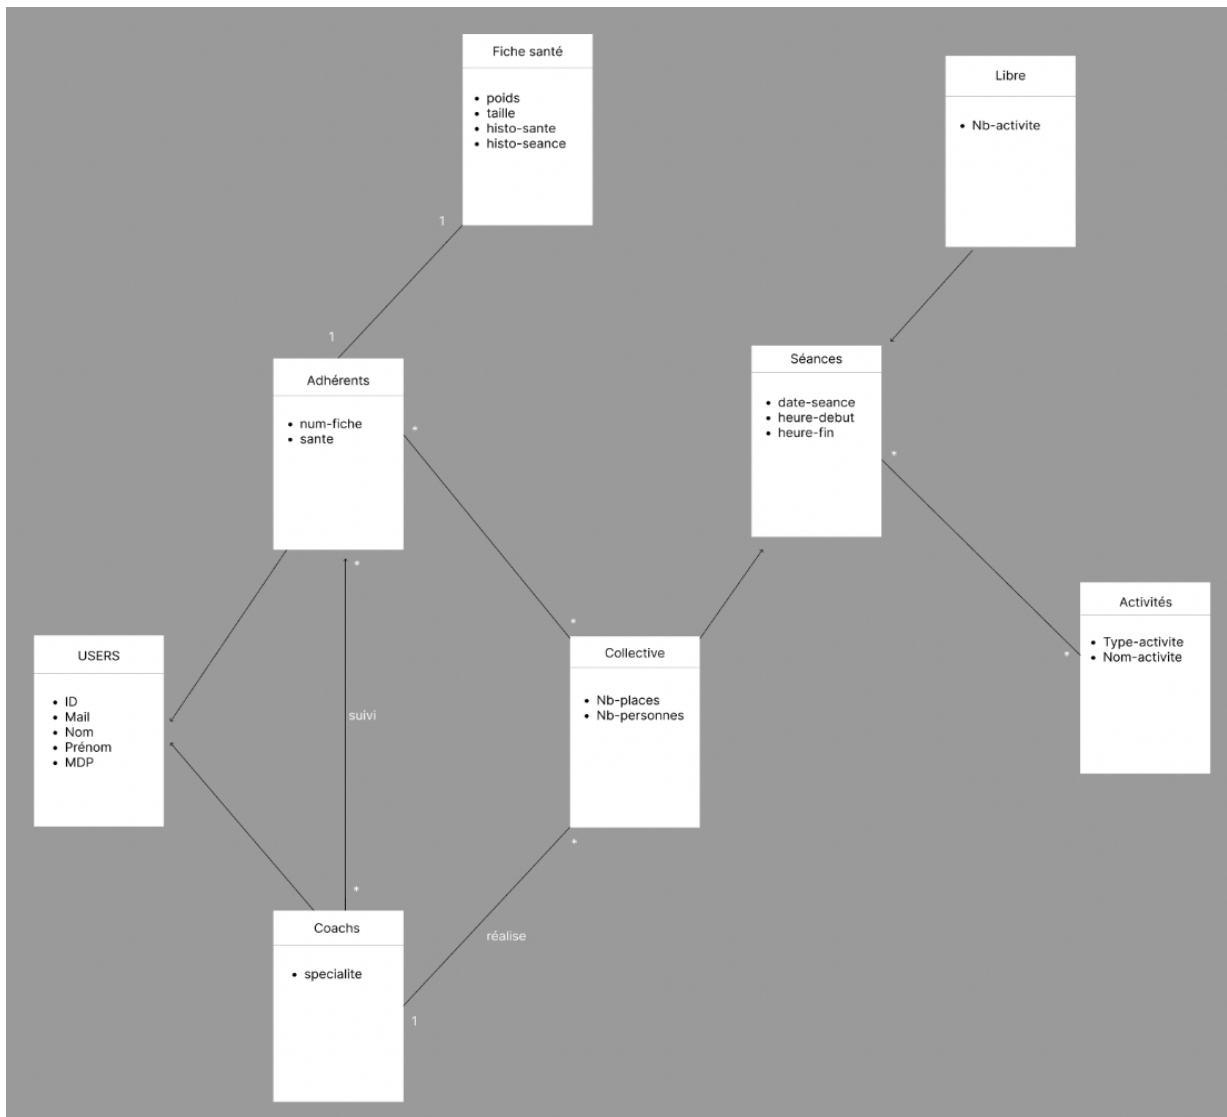 Fiche santé
poids
taille
histo-sante
histo-seance
1
1
Libre
Nb-activite
Adhérents
num-fiche
sante
*
*
Séances
date-seance
heure-debut
heure-fin
*
*
Activités
Type-activite
Nom-activite
USERS
ID
Mail
Nom
Prénom
MDP
suivi
*
Collective
Nb-places
Nb-personnes
*
*
réalise
1
Coachs
specialite